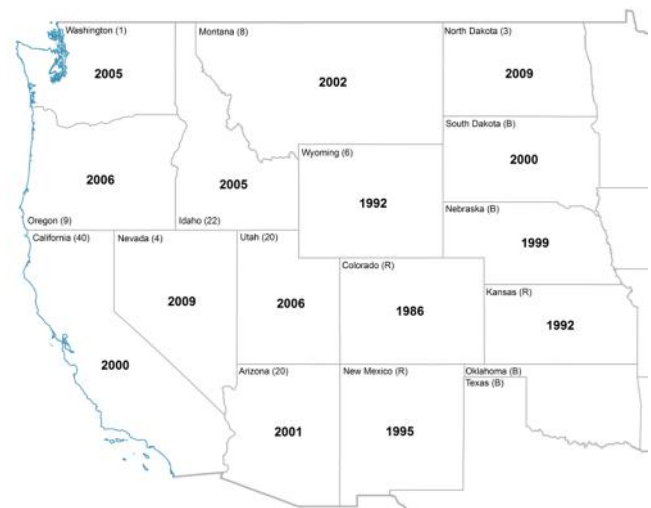 Washington (1)
2005
Montana (8)
2002
North Dakota (3)
2009
South Dakota (B)
2000
Wyoming (6)
1992
2006
Oregon (9)
2005
Idaho (22)
Nebraska (B)
1999
California (40)
2000
Nevada (4)
2009
Utah (20)
2006
Colorado (R)
1986
Kansas (R)
1992
Arizona (20)
2001
New Mexico (R)
1995
Oklahoma (B)
Texas (B)